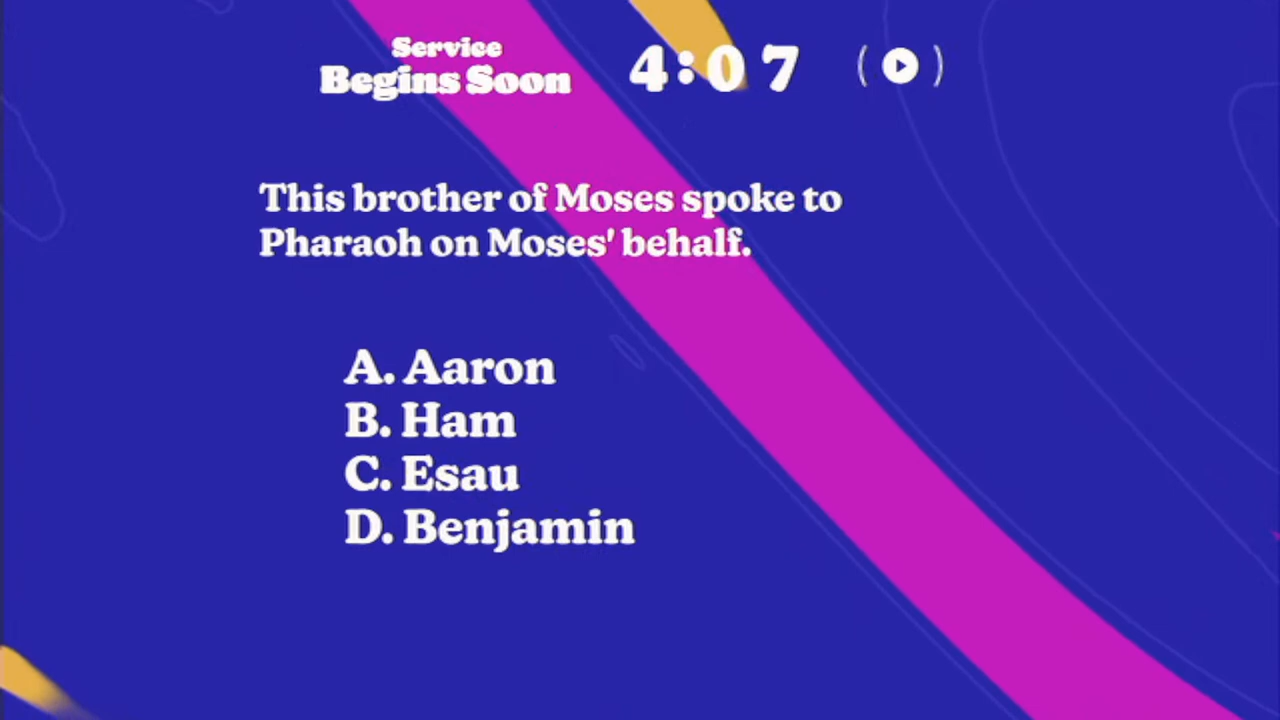 Service
Begins Soon
4:07
This brother of Moses spoke to
Pharaoh on Moses' behalf.
A. Aaron
B. Ham
C. Esau
D. Benjamin